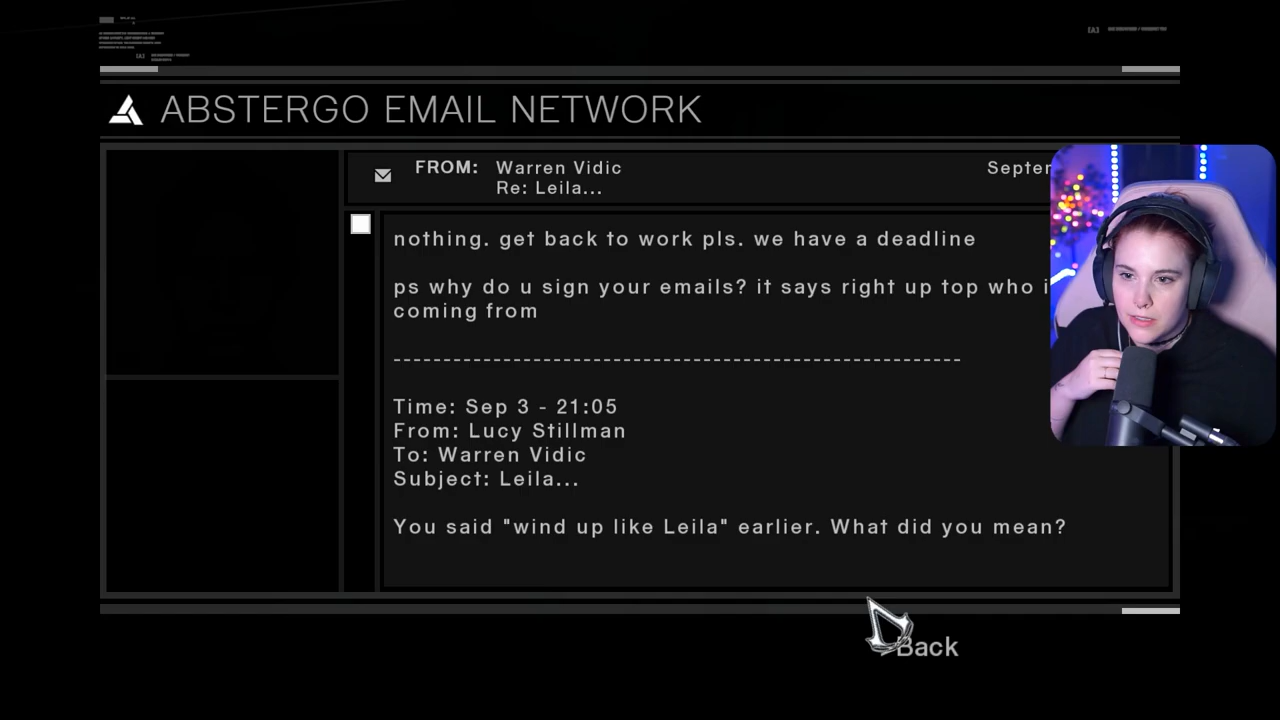 ABSTERGO EMAIL NETWORK
FROM: Warren Vidic
Septem
Re: Leila...
nothing. get back to work pls. we have a deadline
ps why do u sign your emails? it says right up top who
coming from
---------------------------------------------------------
Time: Sep 3 - 21:05
From: Lucy Stillman
To: Warren Vidic
Subject: Leila...
You said "wind up like Leila" earlier. What did you mean?
Back